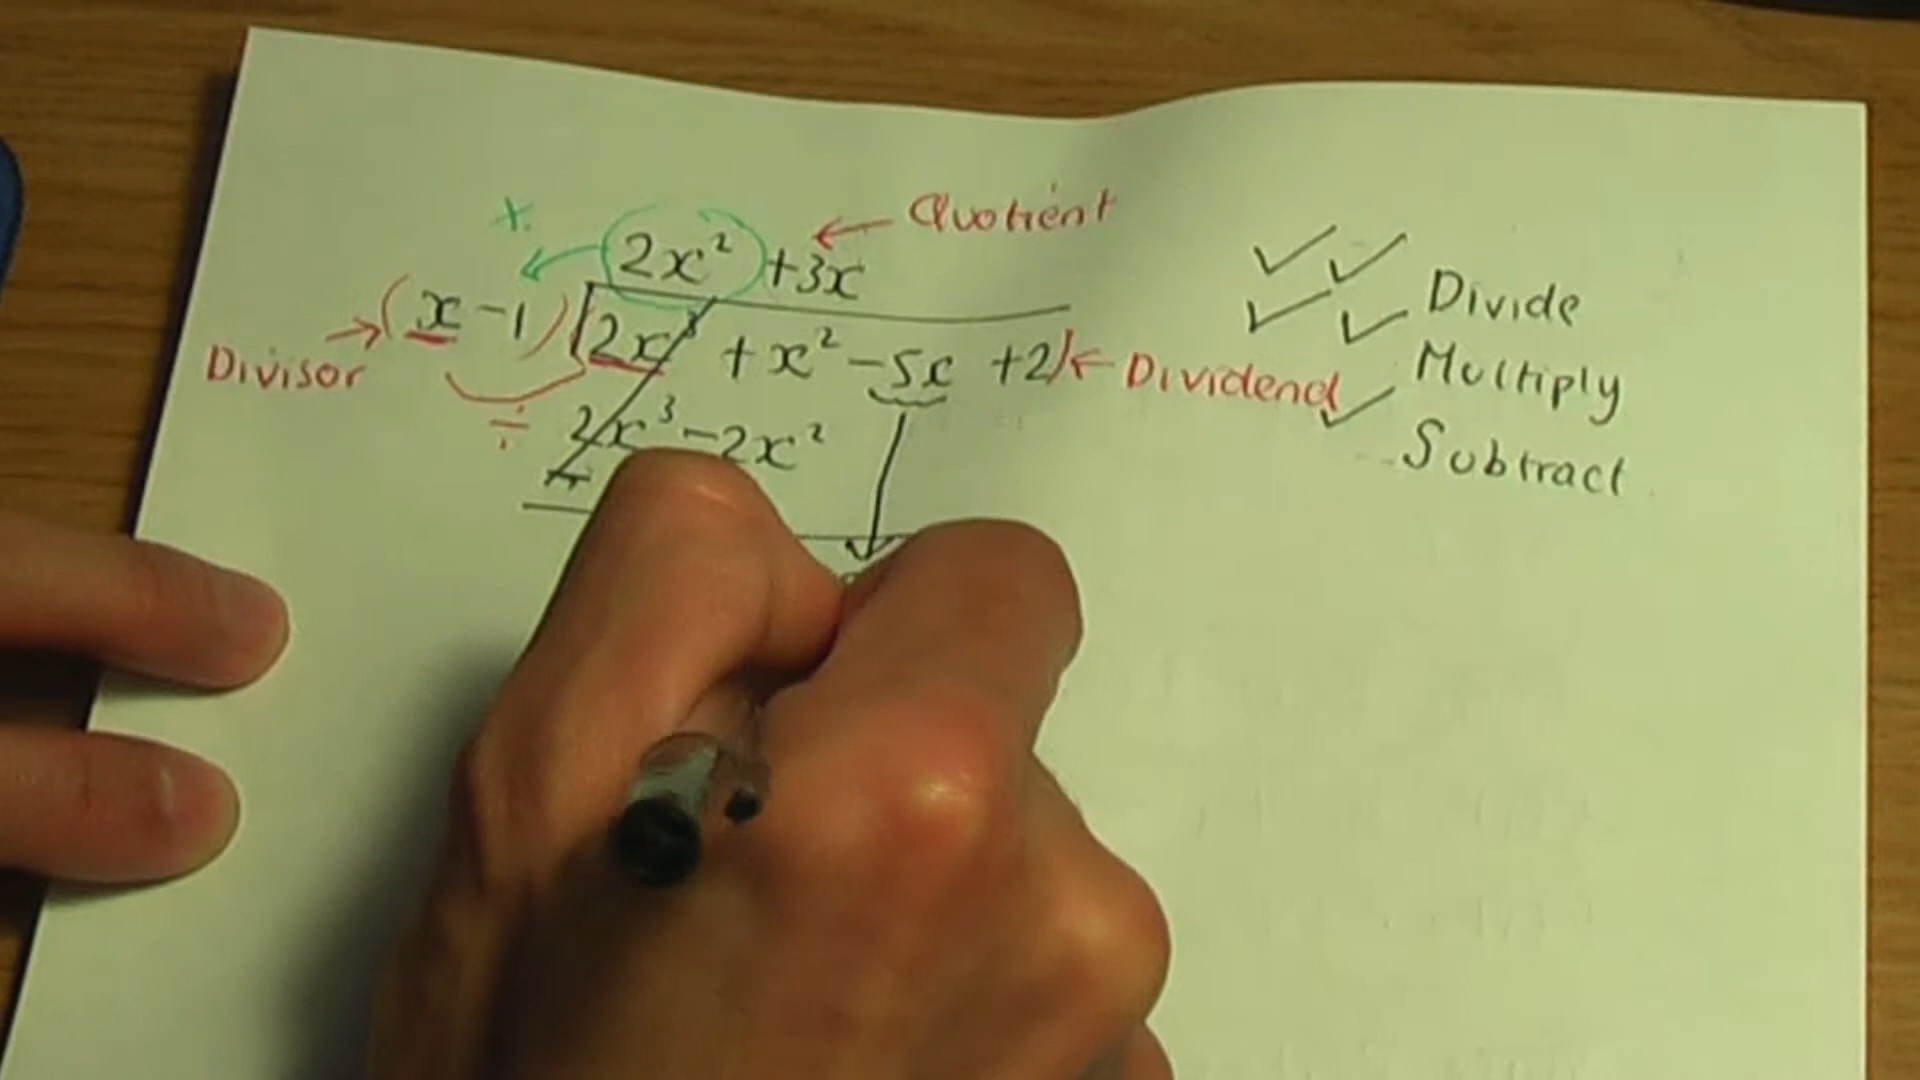 x. ← Quotient
2x² +3x
(x -1) 2x³ + x² -5x +2) ← Dividend
Divisor
÷ 2x³ -2x²
✓✓ Divide
✓✓ Multiply
✓ Subtract